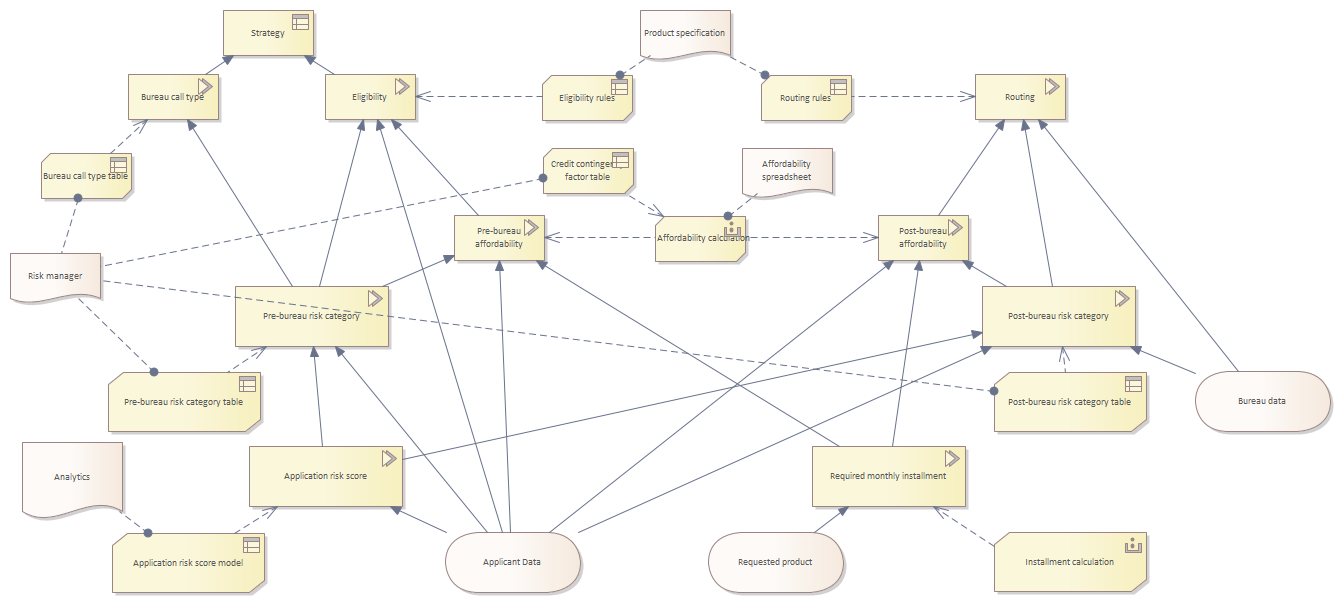 Strategy
Product specification
Bureau call type
Eligibility
Eligibility rules
Routing rules
Routing
Bureau call type table
Credit contingency
factor table
Affordability
spreadsheet
Pre-bureau
affordability
Affordability calculation
Post-bureau
affordability
Risk manager
Pre-bureau risk category
Post-bureau risk category
Pre-bureau risk category table
Post-bureau risk category table
Bureau data
Analytics
Application risk score
Required monthly installment
Application risk score model
Applicant Data
Requested product
Installment calculation